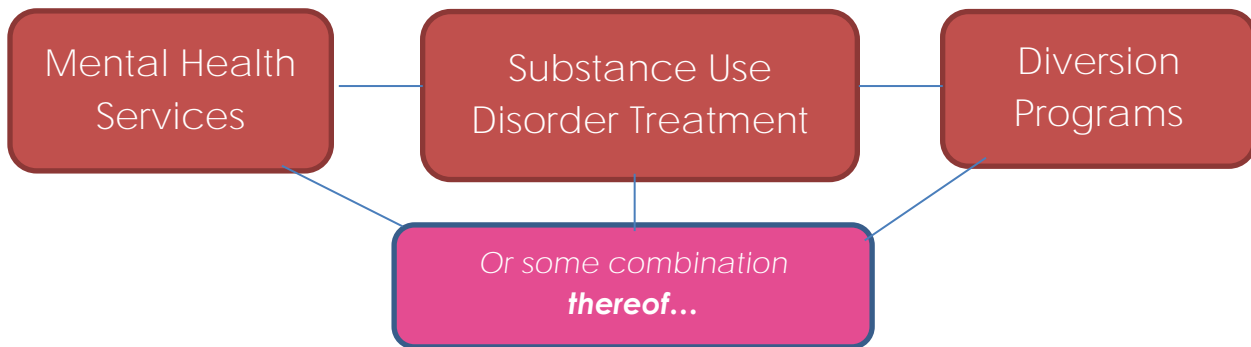 Mental Health
Services
Substance Use
Disorder Treatment
Diversion
Programs
Or some combination
thereof...